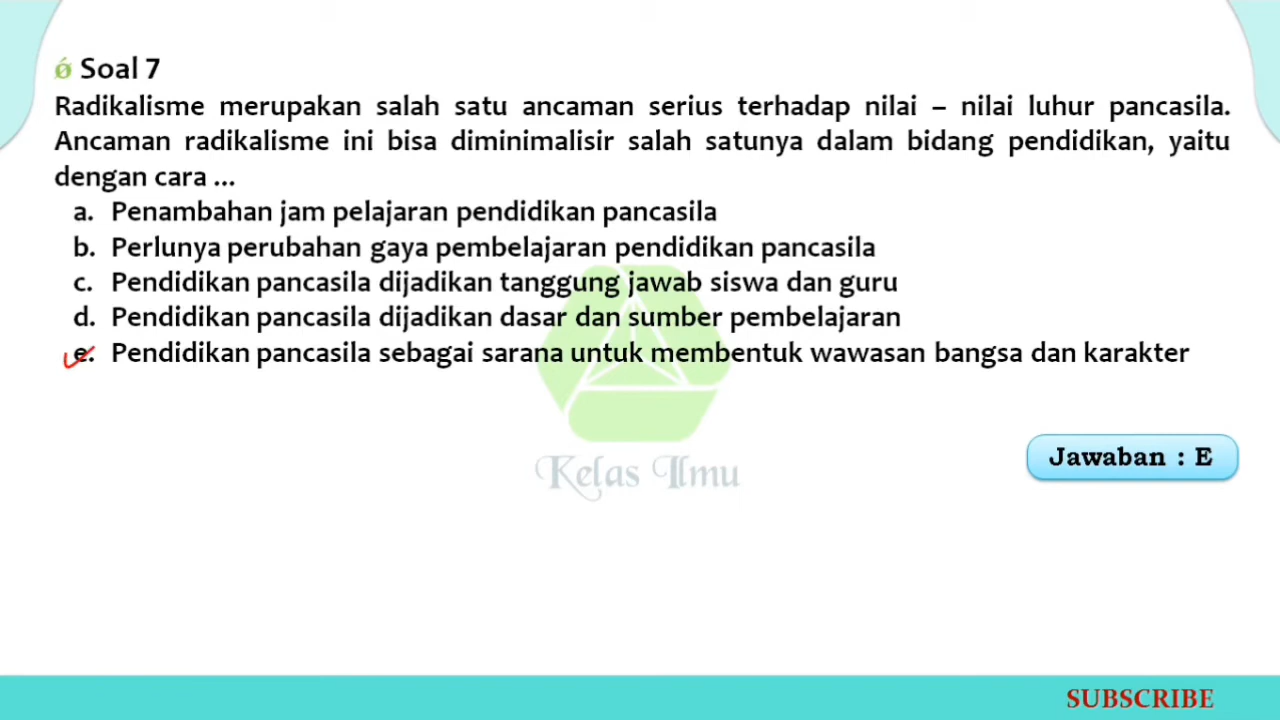 ǿ Soal 7
Radikalisme merupakan salah satu ancaman serius terhadap nilai – nilai luhur pancasila.
Ancaman radikalisme ini bisa diminimalisir salah satunya dalam bidang pendidikan, yaitu
dengan cara ...
a. Penambahan jam pelajaran pendidikan pancasila
b. Perlunya perubahan gaya pembelajaran pendidikan pancasila
c. Pendidikan pancasila dijadikan tanggung jawab siswa dan guru
d. Pendidikan pancasila dijadikan dasar dan sumber pembelajaran
e. Pendidikan pancasila sebagai sarana untuk membentuk wawasan bangsa dan karakter
Jawaban : E
Kelas Ilmu
SUBSCRIBE